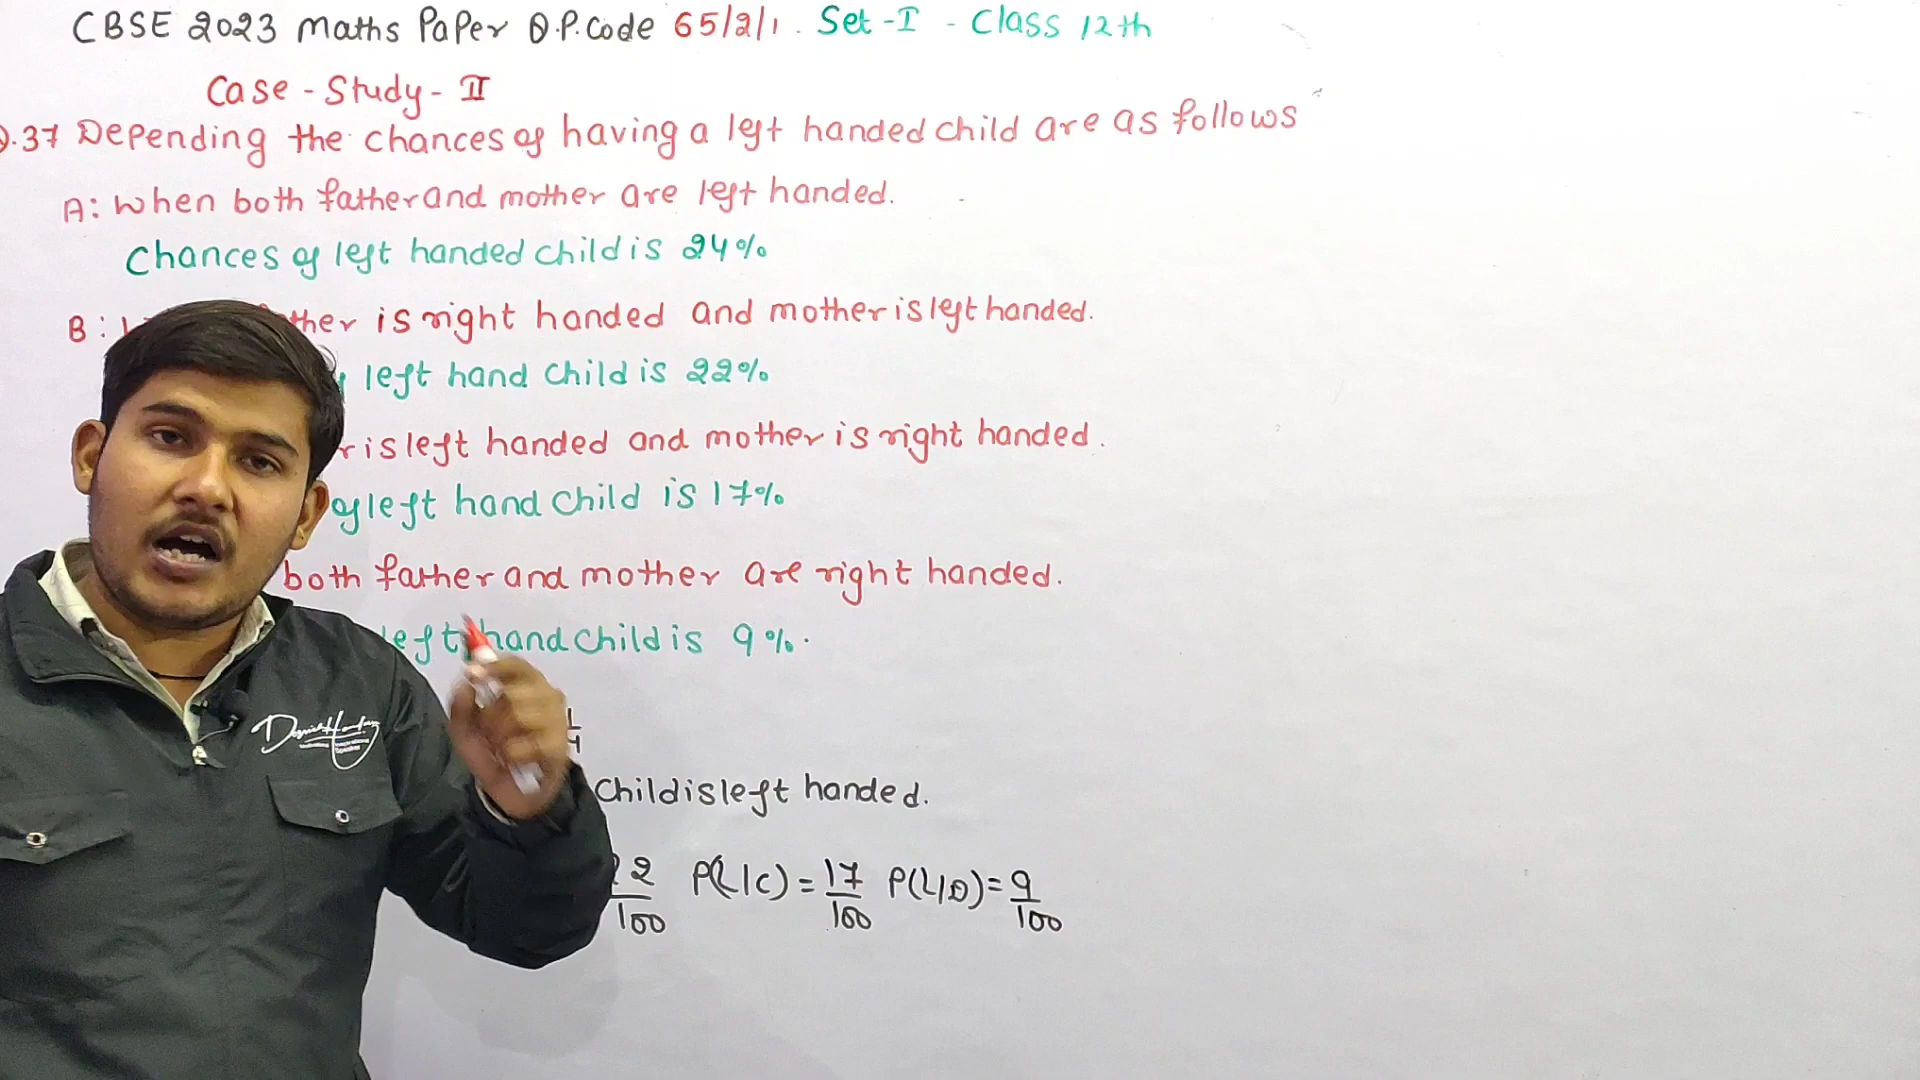 CBSE 2023 Maths Paper Q.P. Code 65/2/1. Set-I - Class 12th
Case-Study-II
Q.37 Depending the chances of having a left handed child are as follows
A: When both father and mother are left handed.
Chances of left handed child is 24%
B: is right handed and mother is left handed.
left hand child is 22%
is left handed and mother is right handed.
of left hand child is 17%
both father and mother are right handed.
left hand child is 9%.
1/4
Child is left handed.
22/100 P(L/C) = 17/100 P(L/D) = 9/100